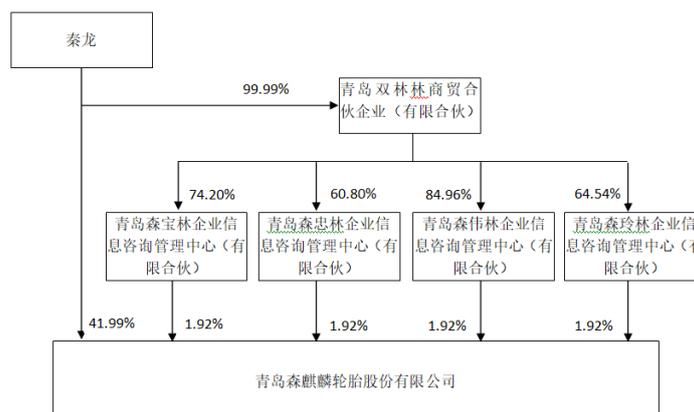 秦龙
99.99%
青岛双林林商贸合
伙企业（有限合伙）
74.20%
60.80%
84.96%
64.54%
青岛森宝林企业信
息咨询管理中心（有
限合伙）
青岛森忠林企业信
息咨询管理中心（有
限合伙）
青岛森伟林企业信
息咨询管理中心（有
限合伙）
青岛森玲林企业信
息咨询管理中心（有
限合伙）
41.99%
1.92%
1.92%
1.92%
1.92%
青岛森麒麟轮胎股份有限公司